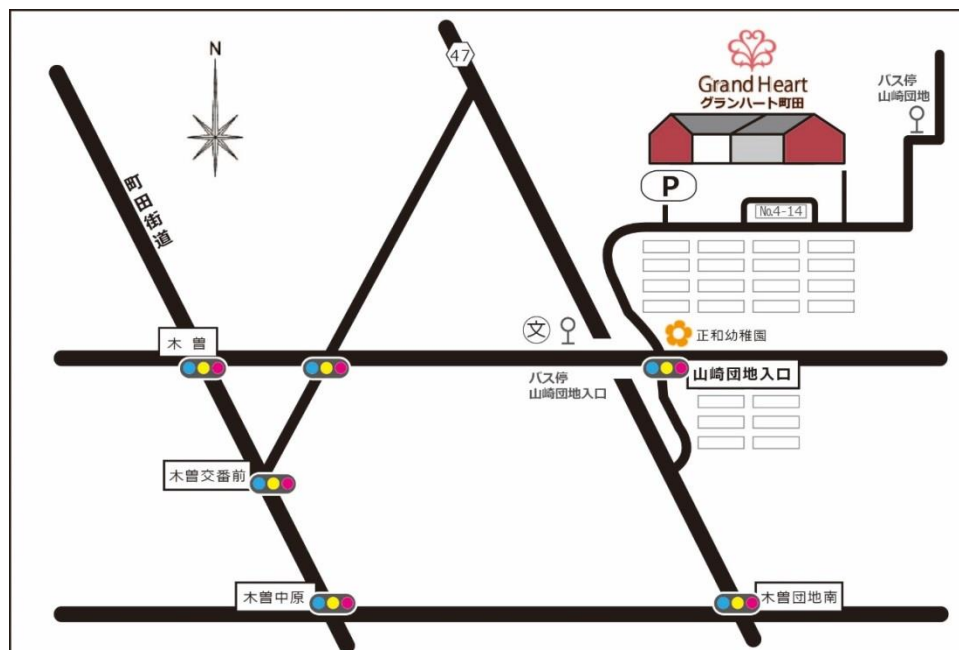 N
47
Grand Heart
グランハート町田
バス停
山崎団地
P
No.4-14
町田街道
文
正和幼稚園
木曽
バス停
山崎団地入口
山崎団地入口
木曽交番前
木曽中原
木曽団地南